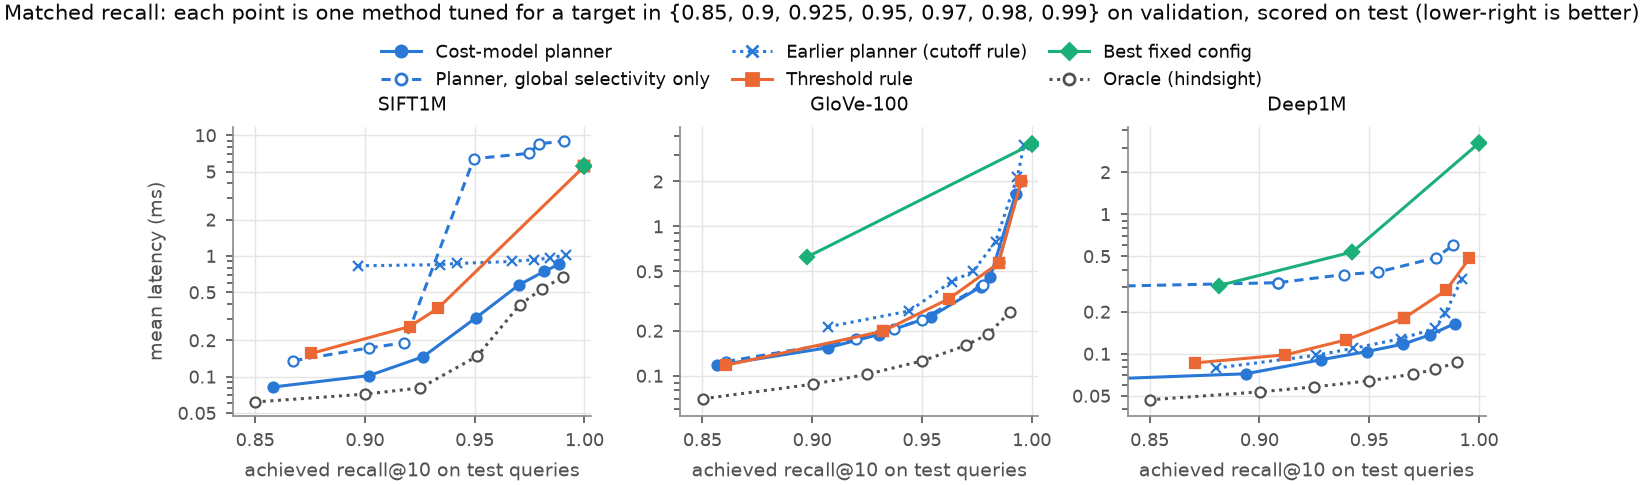 Matched recall: each point is one method tuned for a target in {0.85, 0.9, 0.925, 0.95, 0.97, 0.98, 0.99} on validation, scored on test (lower-right is better)
Cost-model planner
Earlier planner (cutoff rule)
Best fixed config
Planner, global selectivity only
Threshold rule
Oracle (hindsight)
SIFT1M
GloVe-100
Deep1M
mean latency (ms)
10
5
2
1
0.5
0.2
0.1
0.05
2
1
0.5
0.2
0.1
2
1
0.5
0.2
0.1
0.05
0.85 0.90 0.95 1.00
0.85 0.90 0.95 1.00
0.85 0.90 0.95 1.00
achieved recall@10 on test queries
achieved recall@10 on test queries
achieved recall@10 on test queries